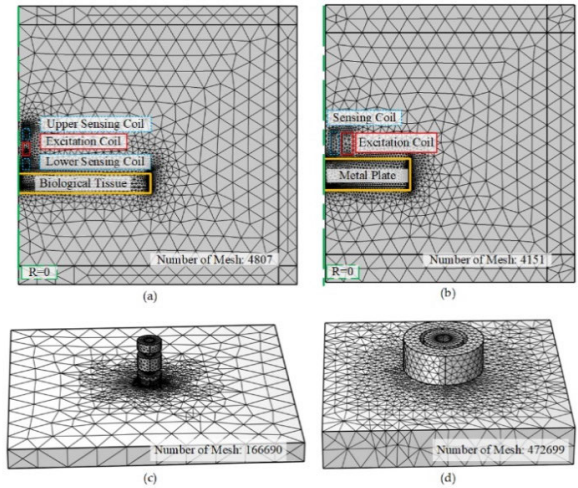 Upper Sensing Coil
Excitation Coil
Lower Sensing Coil
Biological Tissue
Number of Mesh: 4807
R=0
(a)
Sensing Coil
Excitation Coil
Metal Plate
Number of Mesh: 4151
R=0
(b)
Number of Mesh: 166690
(c)
Number of Mesh: 472699
(d)